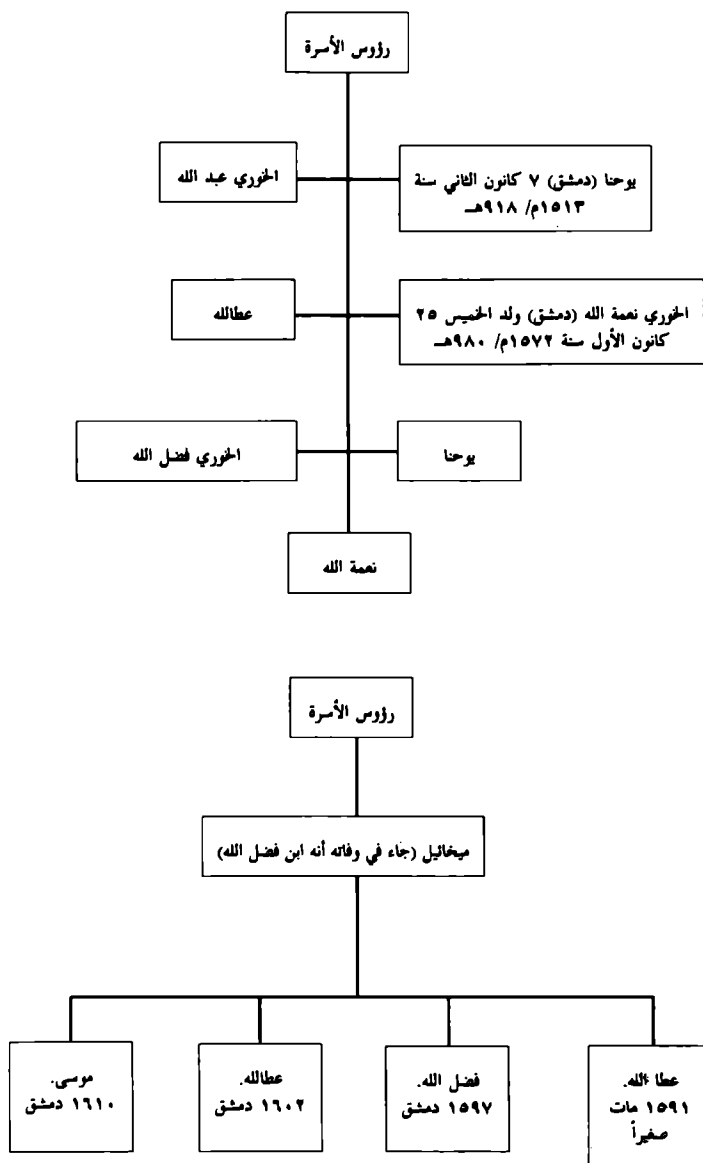 رؤوس الأسرة
يوحنا (دمشق) ٧ كانون الثاني سنة
١٥١٣م/ ٩١٨هـ
الخوري عبد الله
الخوري نعمة الله (دمشق) ولد الخميس ٢٥
كانون الأول سنة ١٥٧٢م/ ٩٨٠هـ
عطالله
يوحنا
الخوري فضل الله
نعمة الله
رؤوس الأسرة
ميخائيل (جاء في وفاته أنه ابن فضل الله)
عطا الله.
١٥٩١ مات
صغيراً
فضل الله.
١٥٩٧ دمشق
عطالله.
١٦٠٢ دمشق
موسى.
١٦١٠ دمشق